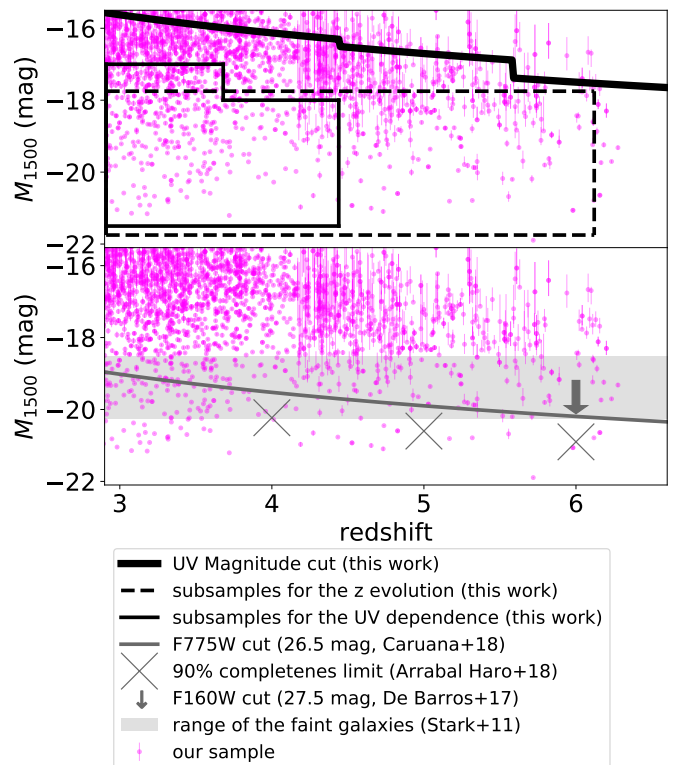 −16
−18
−20
−22
M1500 (mag)
−16
−18
−20
−22
M1500 (mag)
3 4 5 6
redshift
UV Magnitude cut (this work)
subsamples for the z evolution (this work)
subsamples for the UV dependence (this work)
F775W cut (26.5 mag, Caruana+18)
90% completenes limit (Arrabal Haro+18)
F160W cut (27.5 mag, De Barros+17)
range of the faint galaxies (Stark+11)
our sample